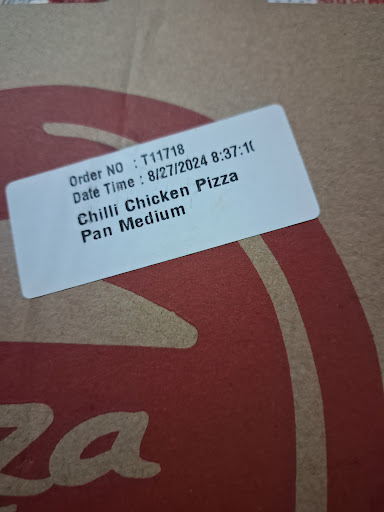 Order NO : T11718
Date Time : 8/27/2024 8:37:1
Chilli Chicken Pizza
Pan Medium
za